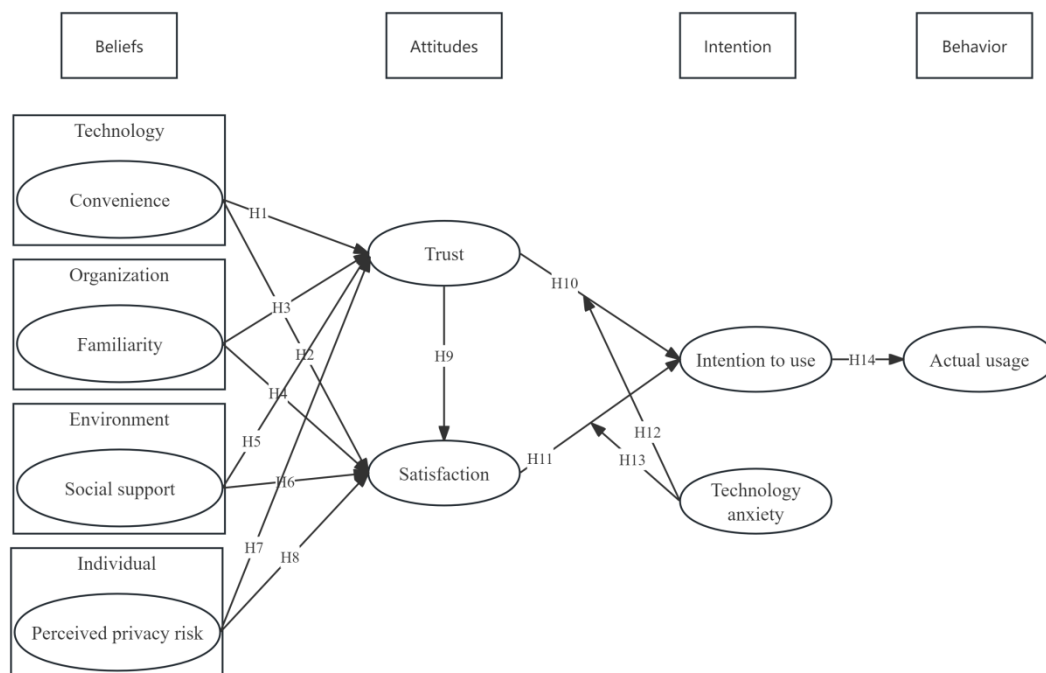 Beliefs
Attitudes
Intention
Behavior
Technology
Convenience
H1
Trust
Organization
H3
H10
Familiarity
H2
H9
Intention to use
H14
Actual usage
H4
Environment
H5
H12
H11
H13
Social support
H6
Satisfaction
Technology
anxiety
H7
H8
Individual
Perceived privacy risk